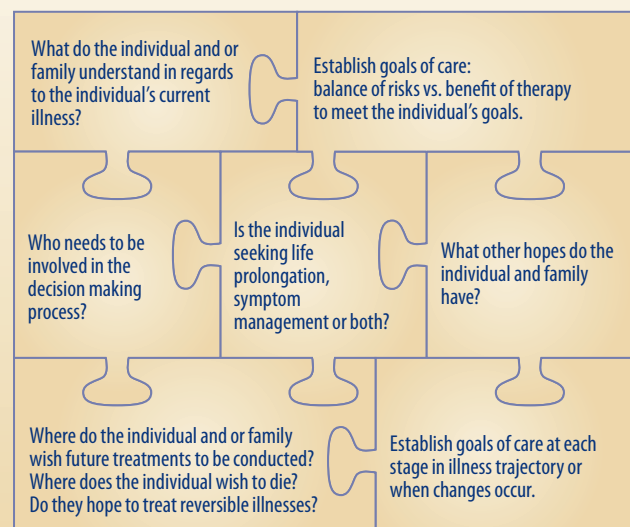 What do the individual and or
family understand in regards
to the individual's current
illness?
Establish goals of care:
balance of risks vs. benefit of therapy
to meet the individual's goals.
Who needs to be
involved in the
decision making
process?
Is the individual
seeking life
prolongation,
symptom
management or both?
What other hopes do the
individual and family
have?
Where do the individual and or family
wish future treatments to be conducted?
Where does the individual wish to die?
Do they hope to treat reversible illnesses?
Establish goals of care at each
stage in illness trajectory or
when changes occur.